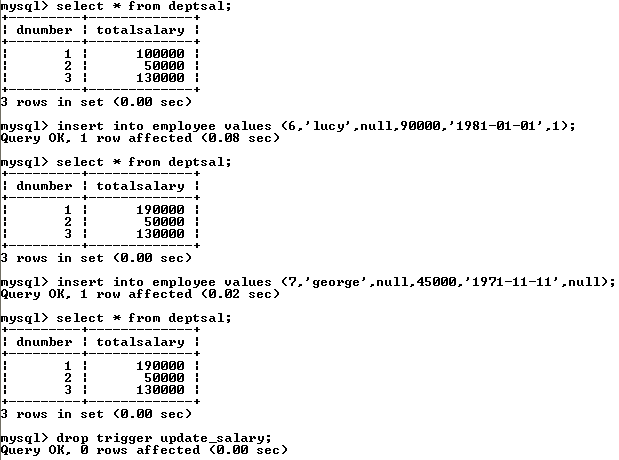 mysql> select * from deptsal;
+---------+-------------+
| dnumber | totalsalary |
+---------+-------------+
|       1 |      100000 |
|       2 |       50000 |
|       3 |      130000 |
+---------+-------------+
3 rows in set (0.00 sec)
mysql> insert into employee values (6,'lucy',null,90000,'1981-01-01',1);
Query OK, 1 row affected (0.08 sec)
mysql> select * from deptsal;
+---------+-------------+
| dnumber | totalsalary |
+---------+-------------+
|       1 |      190000 |
|       2 |       50000 |
|       3 |      130000 |
+---------+-------------+
3 rows in set (0.00 sec)
mysql> insert into employee values (7,'george',null,45000,'1971-11-11',null);
Query OK, 1 row affected (0.02 sec)
mysql> select * from deptsal;
+---------+-------------+
| dnumber | totalsalary |
+---------+-------------+
|       1 |      190000 |
|       2 |       50000 |
|       3 |      130000 |
+---------+-------------+
3 rows in set (0.00 sec)
mysql> drop trigger update_salary;
Query OK, 0 rows affected (0.00 sec)